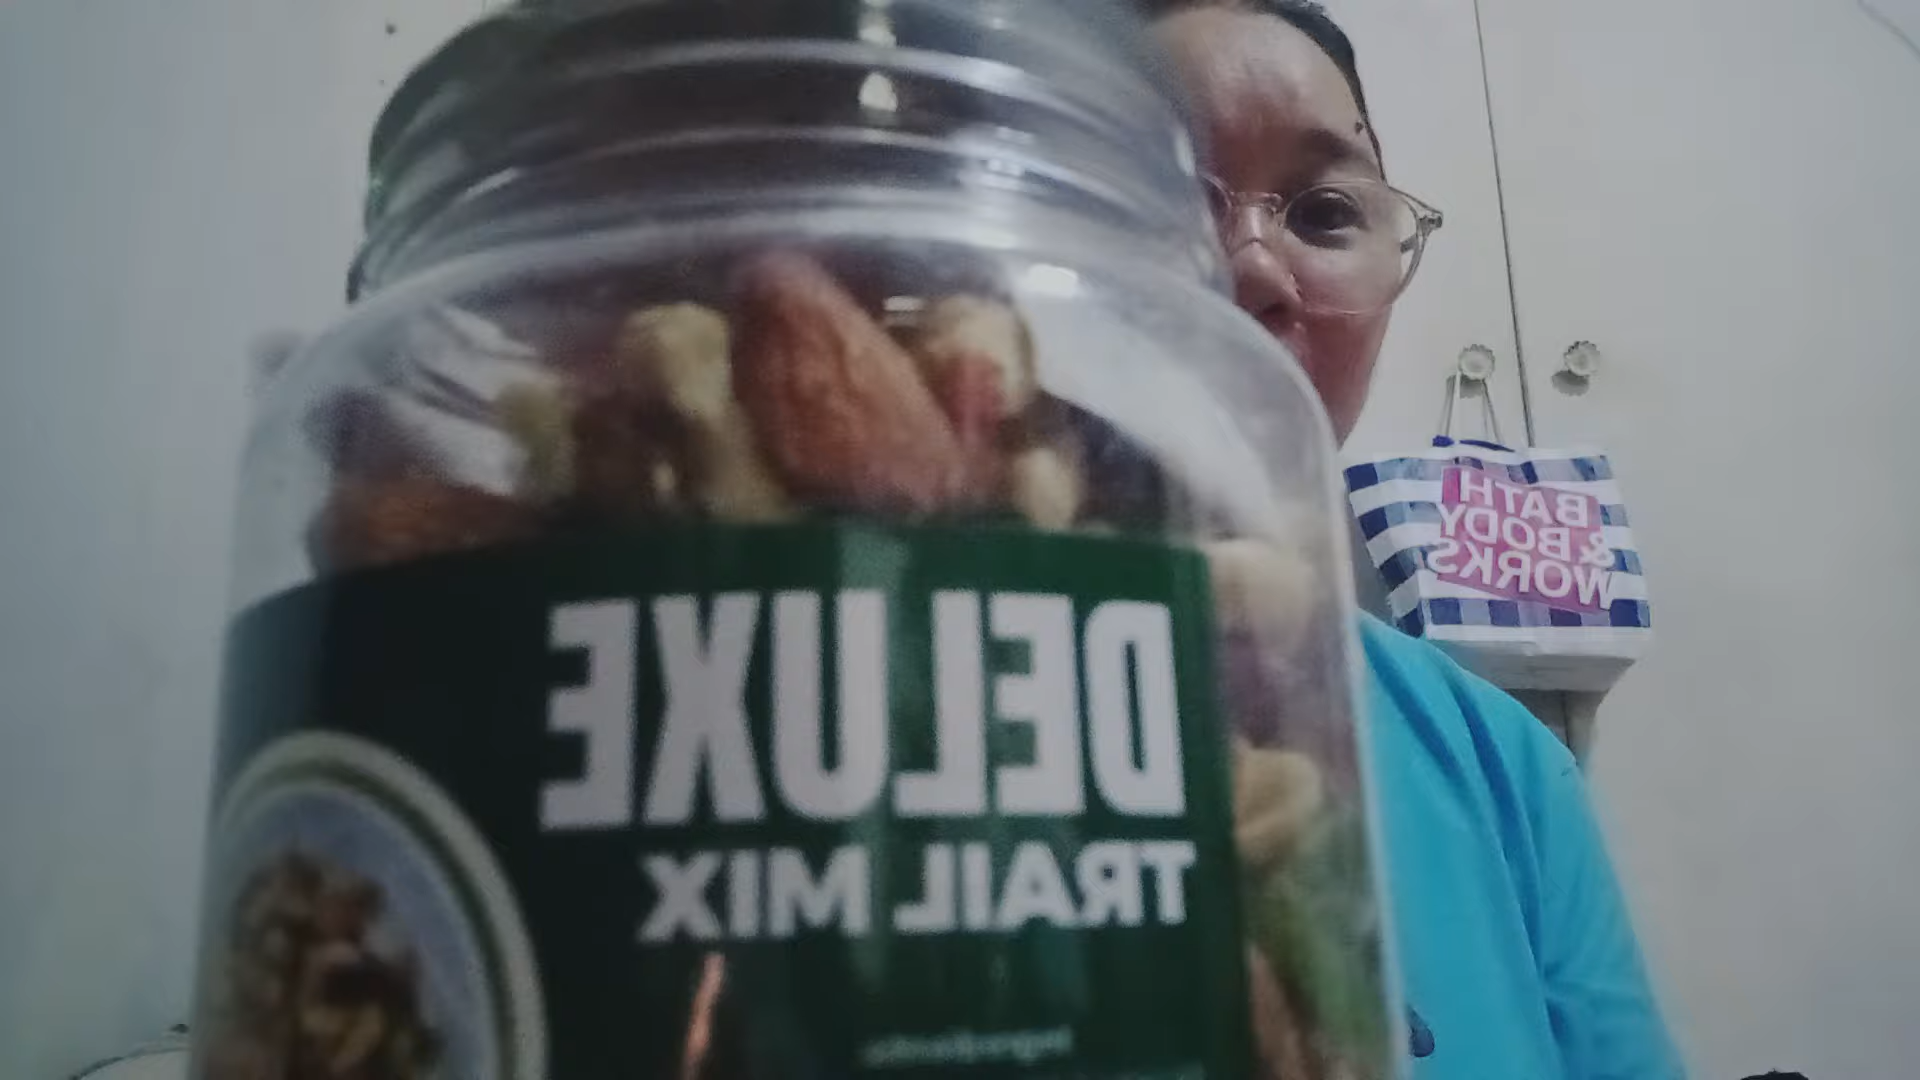 DELUXE
TRAIL MIX
BATH
& BODY
WORKS